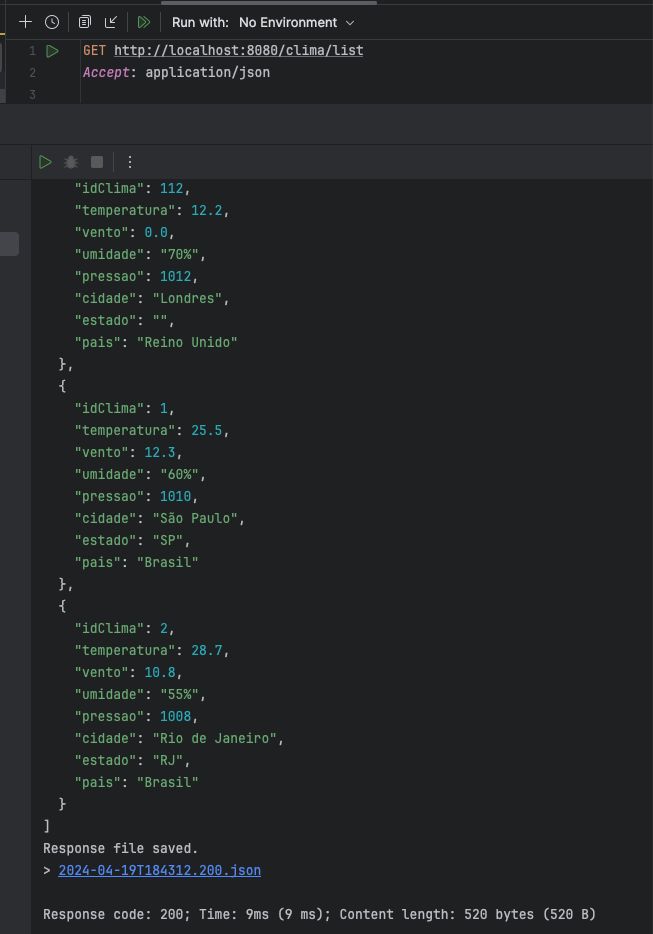 Run with: No Environment
1 GET http://localhost:8080/clima/list
2 Accept: application/json
3
"idClima": 112,
"temperatura": 12.2,
"vento": 0.0,
"umidade": "70%",
"pressao": 1012,
"cidade": "Londres",
"estado": "",
"pais": "Reino Unido"
},
{
"idClima": 1,
"temperatura": 25.5,
"vento": 12.3,
"umidade": "60%",
"pressao": 1010,
"cidade": "São Paulo",
"estado": "SP",
"pais": "Brasil"
},
{
"idClima": 2,
"temperatura": 28.7,
"vento": 10.8,
"umidade": "55%",
"pressao": 1008,
"cidade": "Rio de Janeiro",
"estado": "RJ",
"pais": "Brasil"
}
]
Response file saved.
> 2024-04-19T184312.200.json
Response code: 200; Time: 9ms (9 ms); Content length: 520 bytes (520 B)